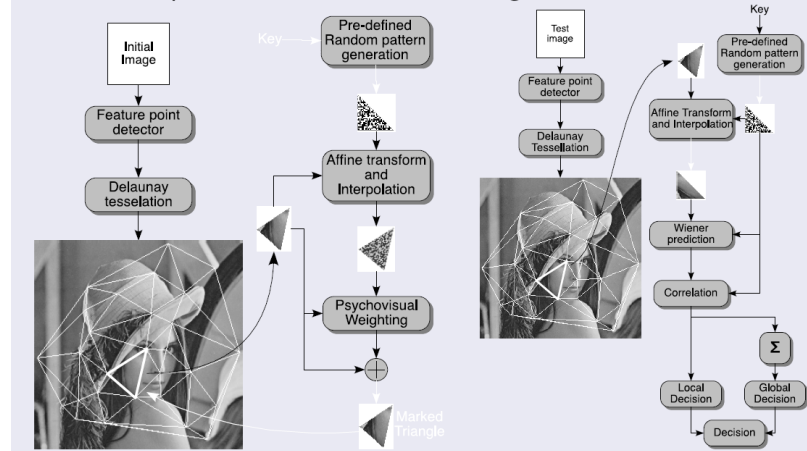 Initial
Image
Feature point
detector
Delaunay
tesselation
Key
Pre-defined
Random pattern
generation
Affine transform
and
Interpolation
Psychovisual
Weighting
Marked
Triangle
Test
image
Feature point
detector
Delaunay
Tessellation
Key
Pre-defined
Random pattern
generation
Affine Transform
and Interpolation
Wiener
prediction
Correlation
Σ
Local
Decision
Global
Decision
Decision